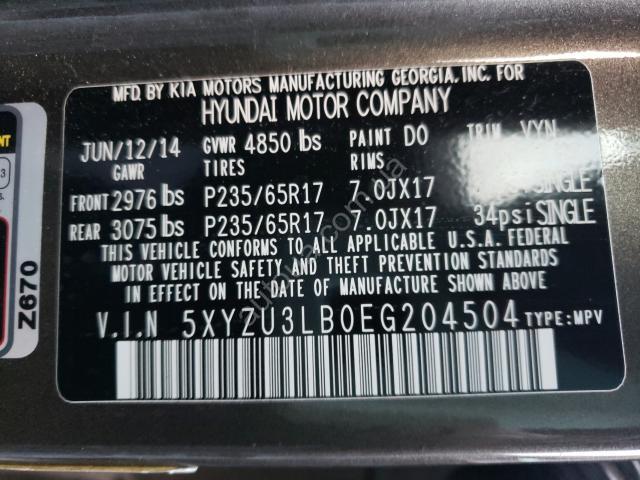 MFD. BY KIA MOTORS MANUFACTURING GEORGIA, INC. FOR
HYUNDAI MOTOR COMPANY
JUN/12/14 GVWR 4850 lbs PAINT DO TRIM VYN
GAWR TIRES RIMS
FRONT 2976 lbs P235/65R17 7.0JX17 SINGLE
REAR 3075 lbs P235/65R17 7.0JX17 34psi SINGLE
THIS VEHICLE CONFORMS TO ALL APPLICABLE U.S.A. FEDERAL
MOTOR VEHICLE SAFETY AND THEFT PREVENTION STANDARDS
IN EFFECT ON THE DATE OF MANUFACTURE SHOWN ABOVE.
V.I.N 5XYZU3LB0EG204504 TYPE:MPV
Z670